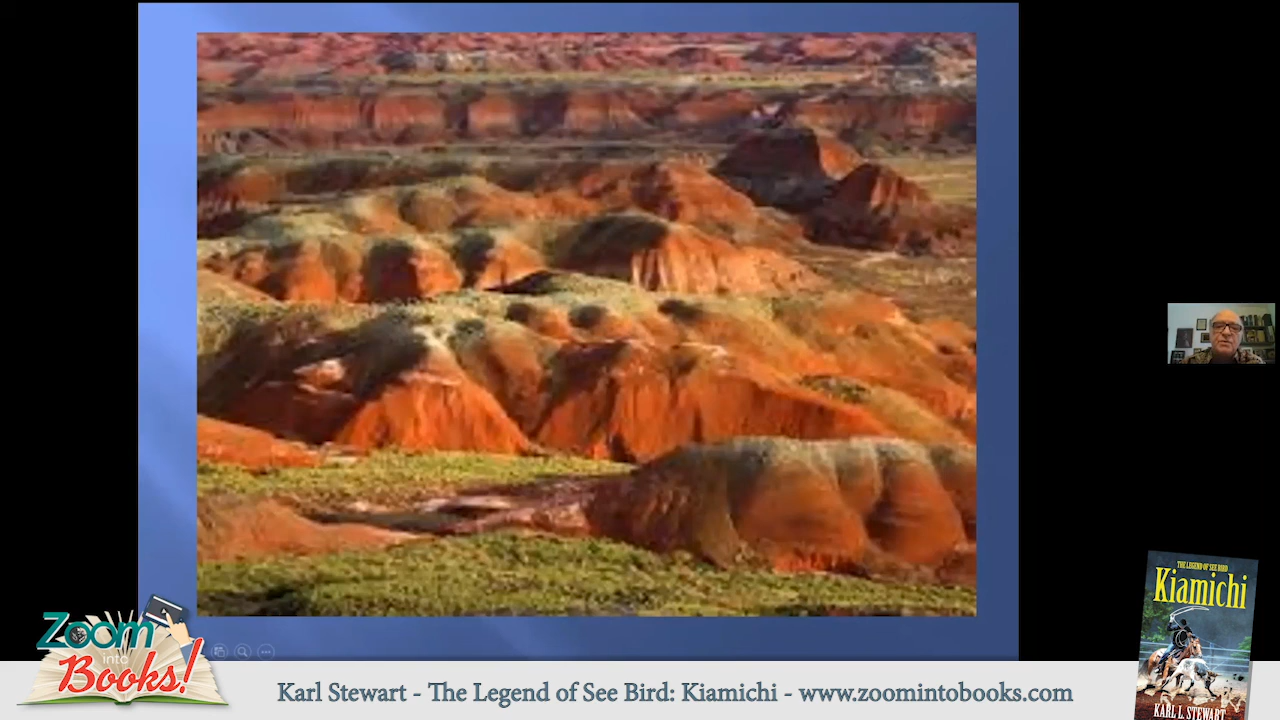 THE LEGEND OF SEE BIRD
Kiamichi
KARL L. STEWART
Zoom
into
Books!
Karl Stewart - The Legend of See Bird: Kiamichi - www.zoomintobooks.com